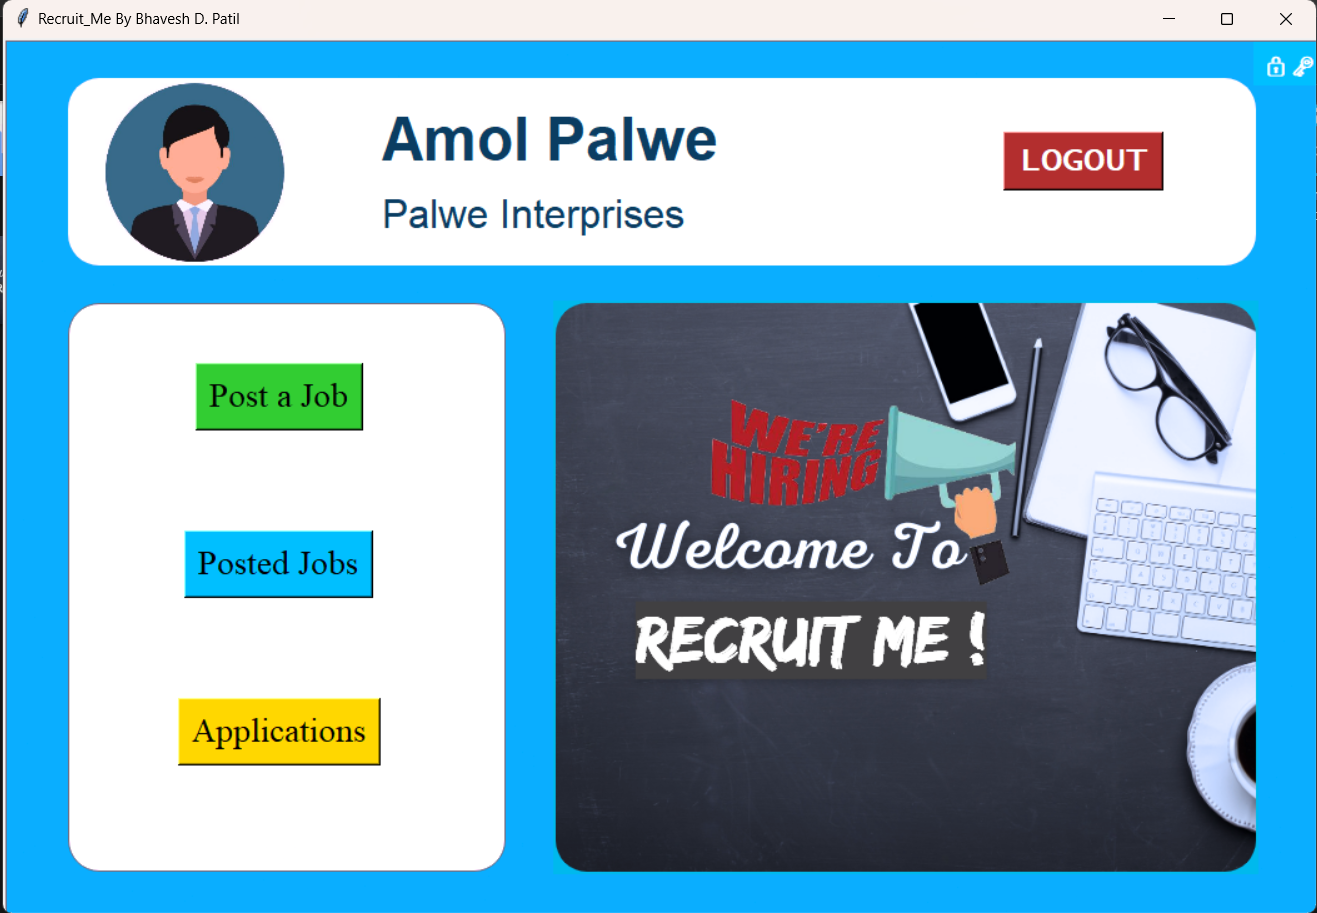 Recruit_Me By Bhavesh D. Patil
Amol Palwe
Palwe Interprises
LOGOUT
Post a Job
Posted Jobs
Applications
WE'RE
HIRING
Welcome To
RECRUIT ME !